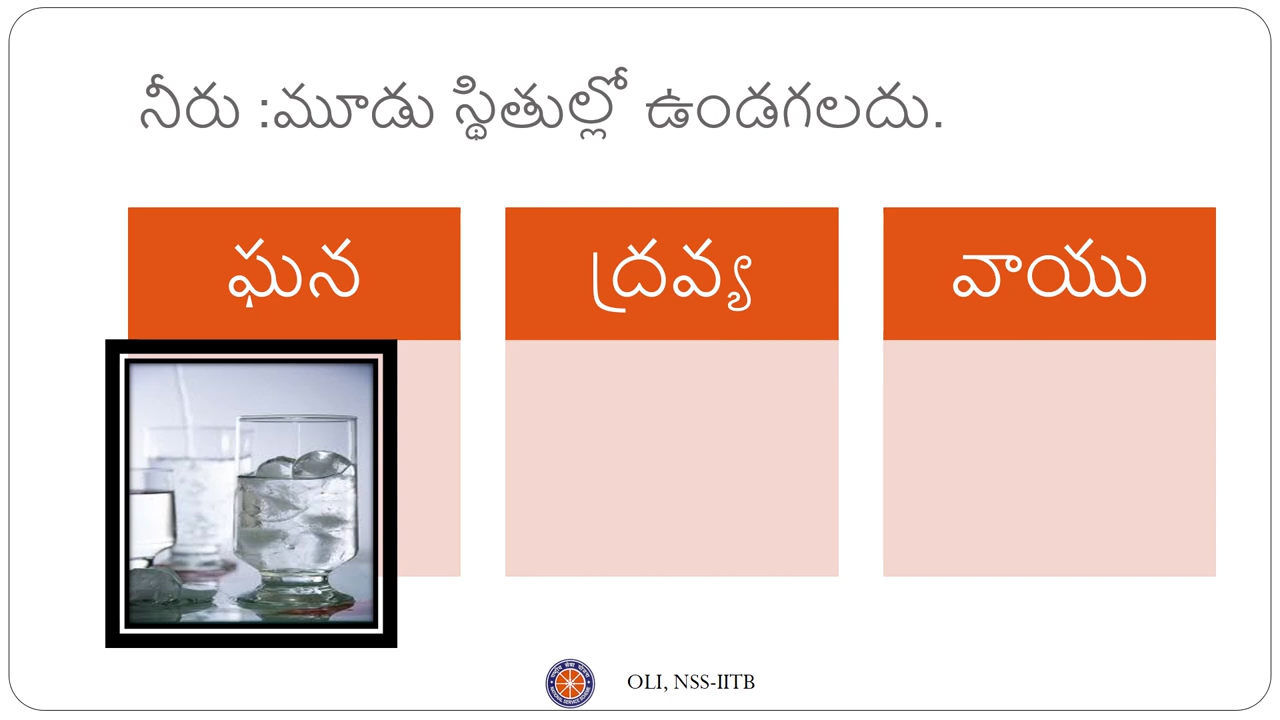 నీరు :మూడు స్థితుల్లో ఉండగలదు.
ఘన
ద్రవ్య
వాయు
OLI, NSS-IITB